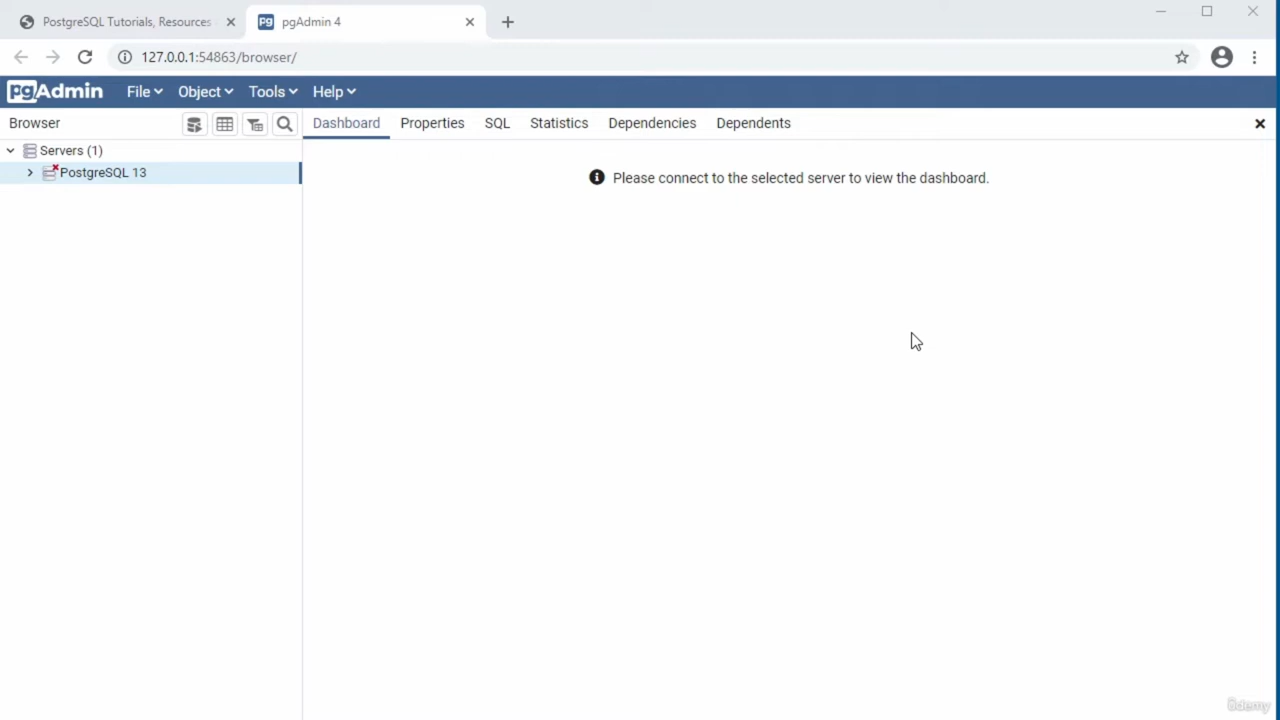 PostgreSQL Tutorials, Resources
pgAdmin 4
127.0.0.1:54863/browser/
pgAdmin File Object Tools Help
Browser
Dashboard Properties SQL Statistics Dependencies Dependents
Servers (1)
PostgreSQL 13
Please connect to the selected server to view the dashboard.
ûdemy